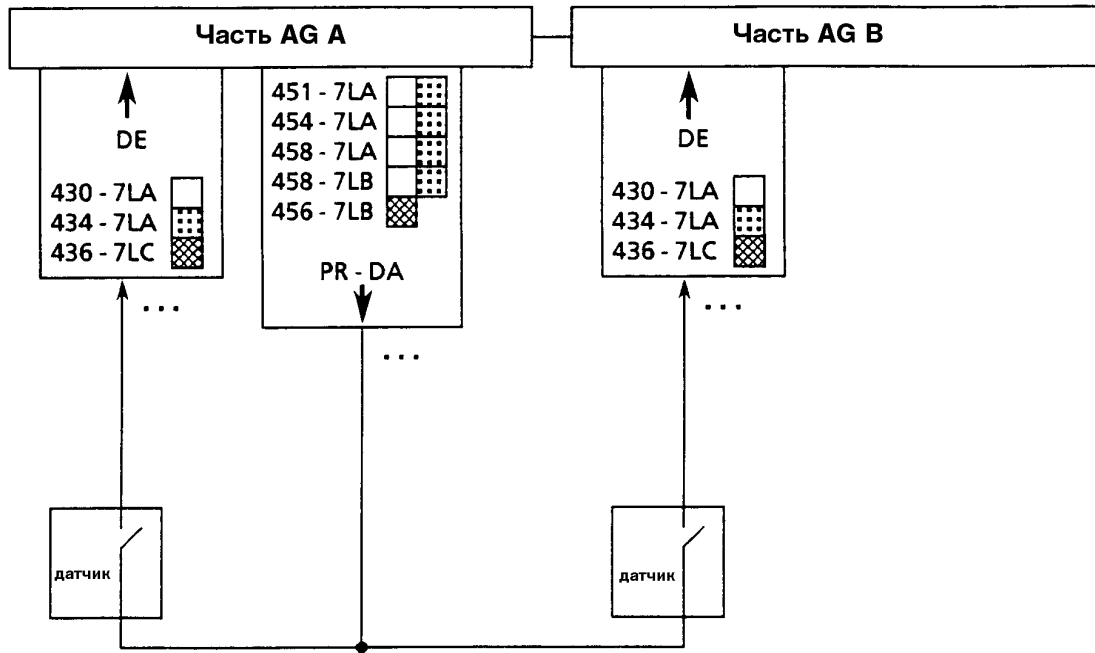 Часть AG A
Часть AG B
DE
430 - 7LA
434 - 7LA
436 - 7LC
451 - 7LA
454 - 7LA
458 - 7LA
458 - 7LB
456 - 7LB
PR - DA
DE
430 - 7LA
434 - 7LA
436 - 7LC
...
...
...
датчик
датчик